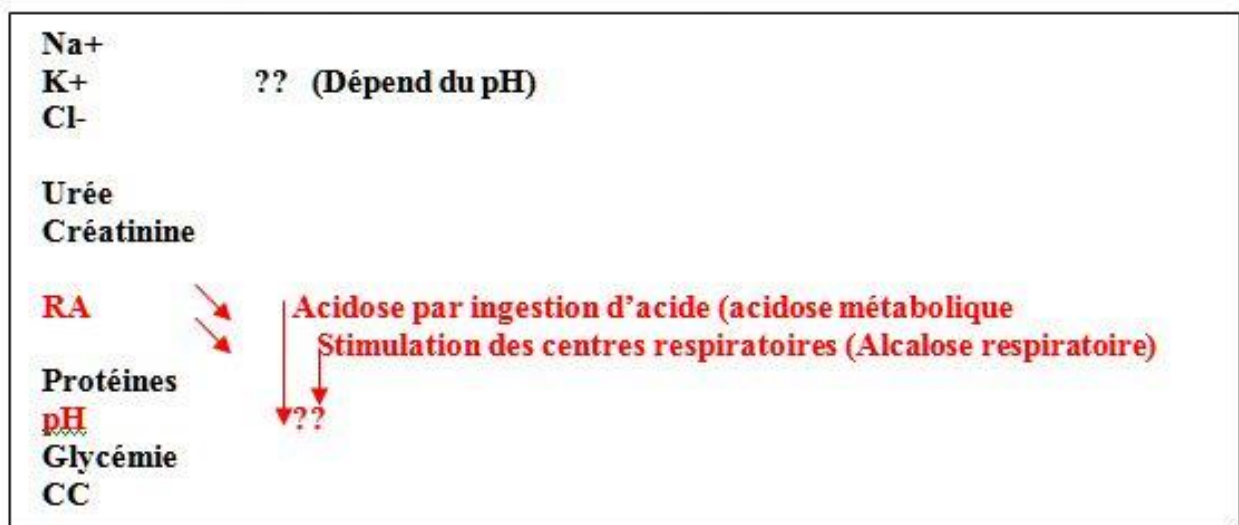 Na+
K+ ?? (Dépend du pH)
Cl-
Urée
Créatinine
RA Acidose par ingestion d’acide (acidose métabolique
Stimulation des centres respiratoires (Alcalose respiratoire)
Protéines
pH ??
Glycémie
CC